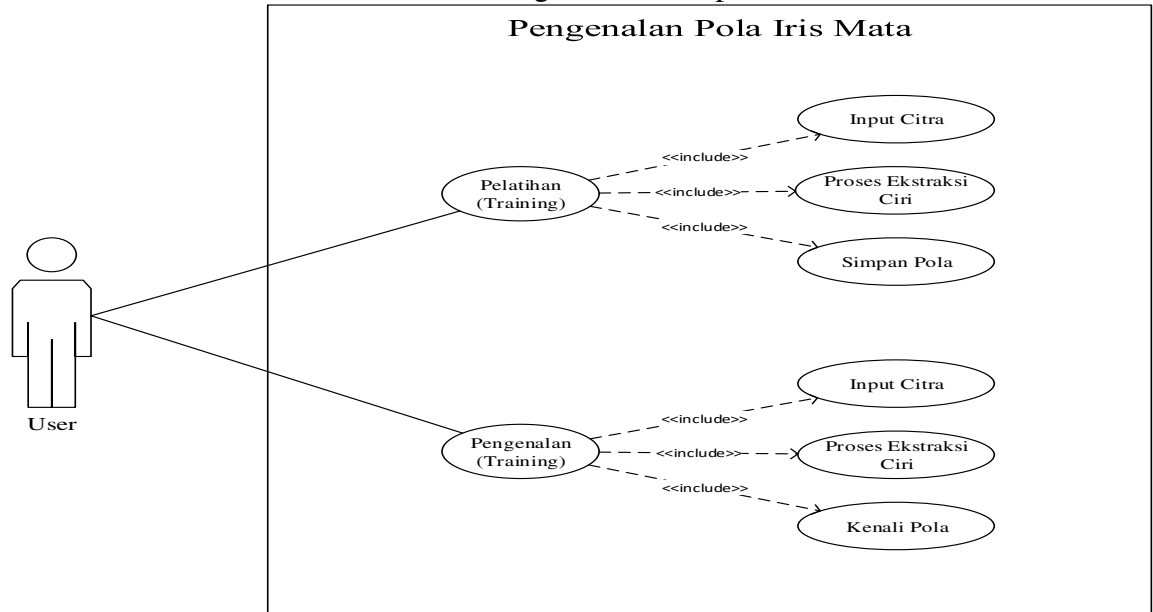 Pengenalan Pola Iris Mata
Input Citra
<<include>>
Pelatihan
(Training)
<<include>>
Proses Ekstraksi
Ciri
<<include>>
Simpan Pola
User
Input Citra
<<include>>
Pengenalan
(Training)
<<include>>
Proses Ekstraksi
Ciri
<<include>>
Kenali Pola